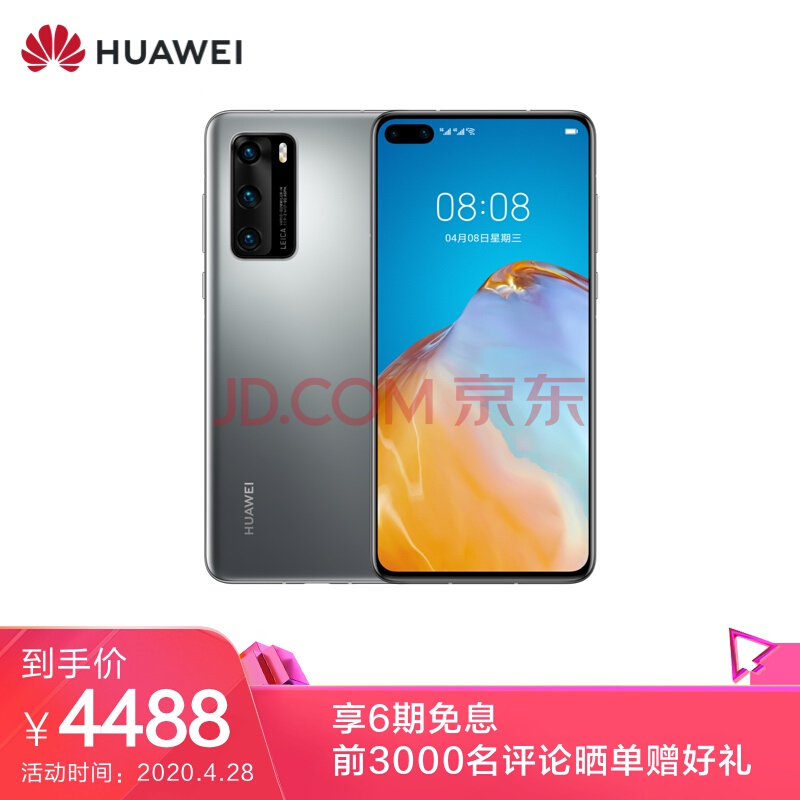 HUAWEI
08:08
04月08日星期三
LEICA
HUAWEI
JD.COM 京东
到手价
¥4488
活动时间：2020.4.28
享6期免息
前3000名评论晒单赠好礼